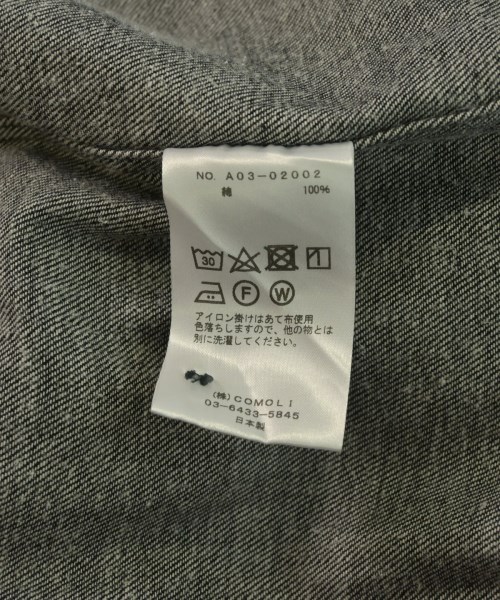 NO. A03-02002
綿 100%
30
F W
アイロン掛けはあて布使用
色落ちしますので、他の物とは
別に洗濯してください。
(株)COMOLI
03-6433-5845
日本製